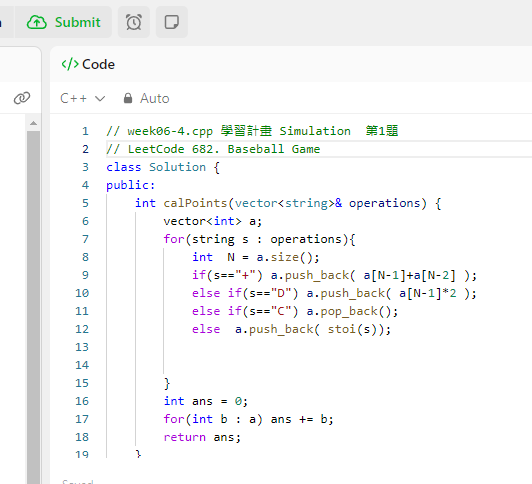 Submit
</> Code
C++ Auto
1 // week06-4.cpp 學習計畫 Simulation 第1題
2 // LeetCode 682. Baseball Game
3 class Solution {
4 public:
5 int calPoints(vector<string>& operations) {
6 vector<int> a;
7 for(string s : operations){
8 int N = a.size();
9 if(s=="+") a.push_back( a[N-1]+a[N-2] );
10 else if(s=="D") a.push_back( a[N-1]*2 );
11 else if(s=="C") a.pop_back();
12 else a.push_back( stoi(s));
13
14
15 }
16 int ans = 0;
17 for(int b : a) ans += b;
18 return ans;
19 }
Saved